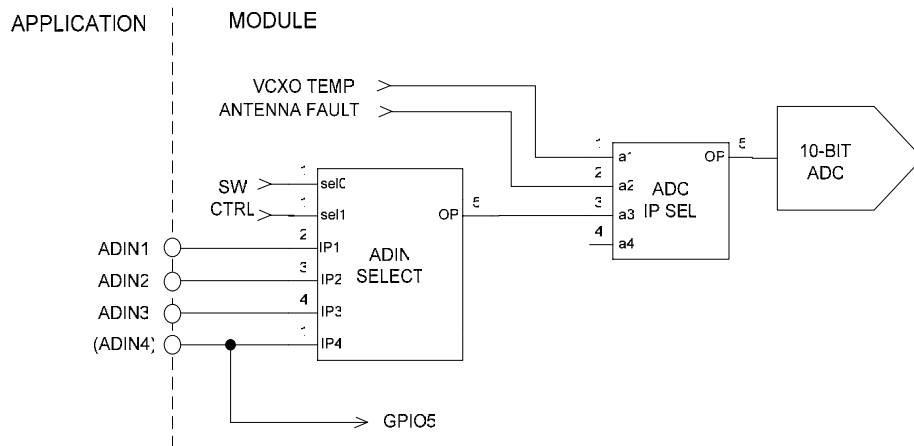 APPLICATION
MODULE
VCXO TEMP
ANTENNA FAULT
1
a1
2
a2
3
a3
4
a4
OP
5
ADC
IP SEL
10-BIT
ADC
SW
CTRL
1
sel0
1
sel1
OP
5
ADIN1
2
IP1
ADIN2
3
IP2
ADIN3
4
IP3
(ADIN4)
1
IP4
ADIN
SELECT
GPIO5